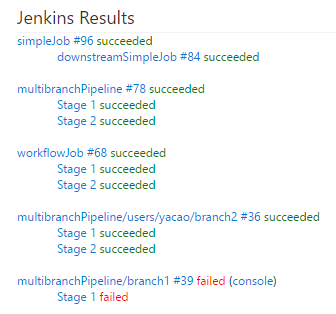 Jenkins Results
simpleJob #96 succeeded
downstreamSimpleJob #84 succeeded
multibranchPipeline #78 succeeded
Stage 1 succeeded
Stage 2 succeeded
workflowJob #68 succeeded
Stage 1 succeeded
Stage 2 succeeded
multibranchPipeline/users/yacao/branch2 #36 succeeded
Stage 1 succeeded
Stage 2 succeeded
multibranchPipeline/branch1 #39 failed (console)
Stage 1 failed